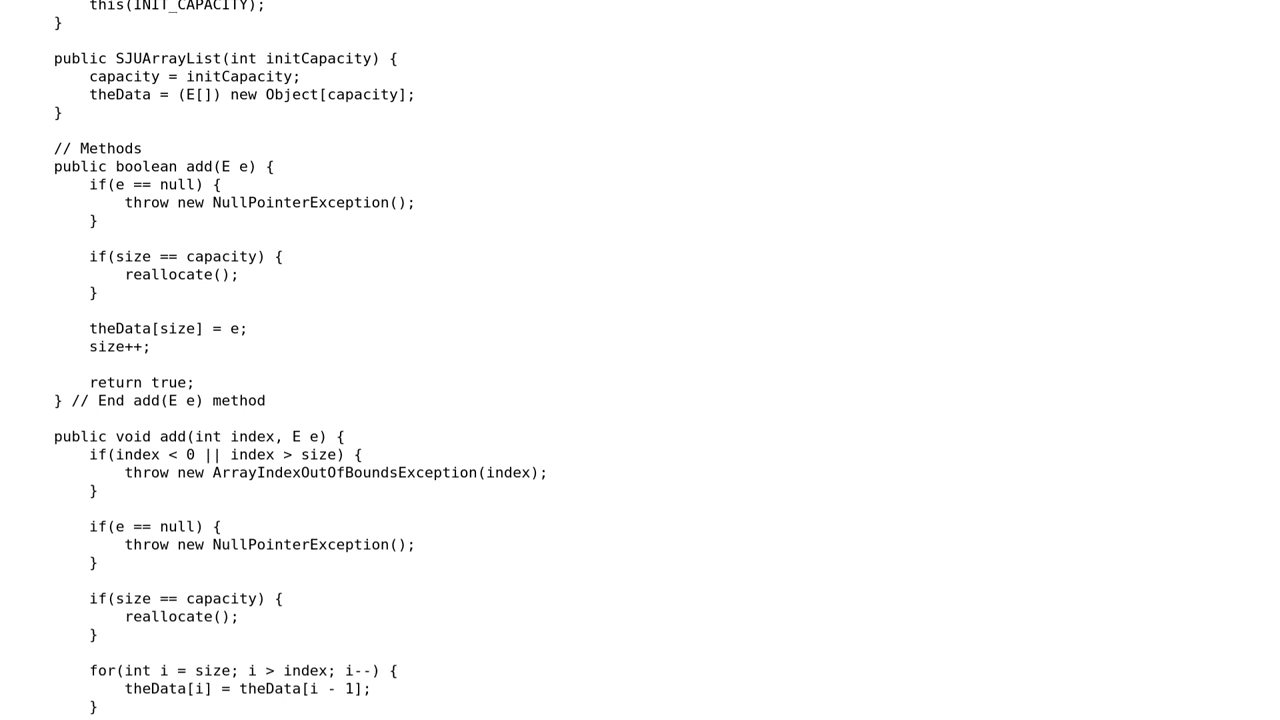 this(INIT_CAPACITY);
}
public SJUArrayList(int initCapacity) {
capacity = initCapacity;
theData = (E[]) new Object[capacity];
}
// Methods
public boolean add(E e) {
if(e == null) {
throw new NullPointerException();
}
if(size == capacity) {
reallocate();
}
theData[size] = e;
size++;
return true;
} // End add(E e) method
public void add(int index, E e) {
if(index < 0 || index > size) {
throw new ArrayIndexOutOfBoundsException(index);
}
if(e == null) {
throw new NullPointerException();
}
if(size == capacity) {
reallocate();
}
for(int i = size; i > index; i--) {
theData[i] = theData[i - 1];
}